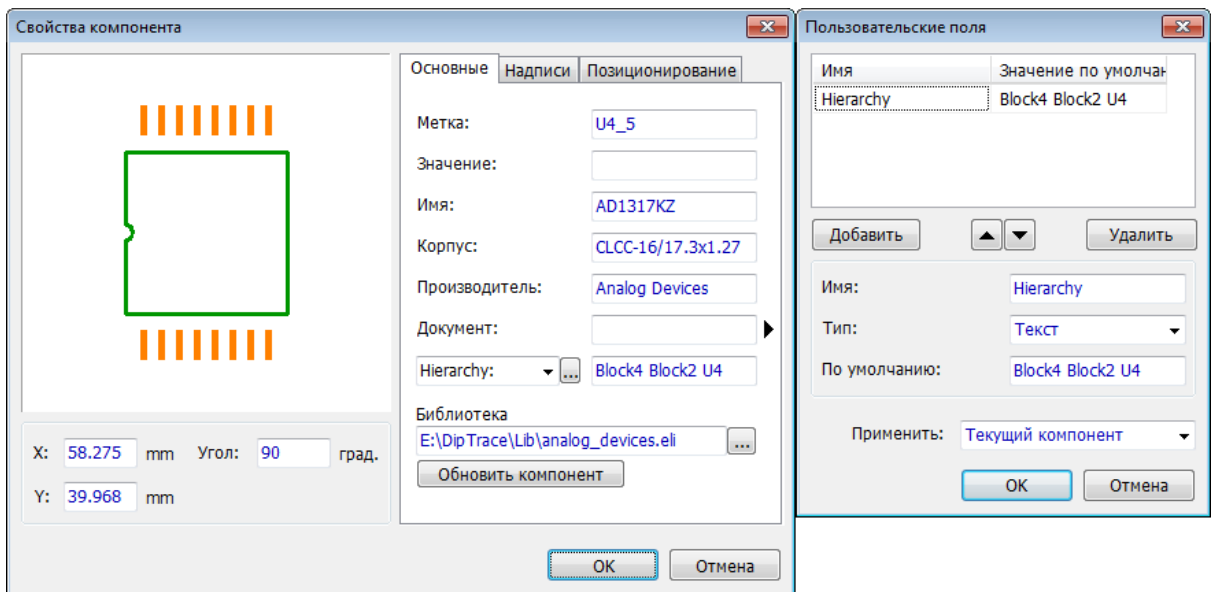 Свойства компонента
Основные Надписи Позиционирование
Метка: U4_5
Значение:
Имя: AD1317KZ
Корпус: CLCC-16/17.3x1.27
Производитель: Analog Devices
Документ:
Hierarchy: ... Block4 Block2 U4
Библиотека
E:\DipTrace\Lib\analog_devices.eli ...
Обновить компонент
X: 58.275 mm Угол: 90 град.
Y: 39.968 mm
OK Отмена
Пользовательские поля
Имя Значение по умолчан
Hierarchy Block4 Block2 U4
Добавить Удалить
Имя: Hierarchy
Тип: Текст
По умолчанию: Block4 Block2 U4
Применить: Текущий компонент
OK Отмена